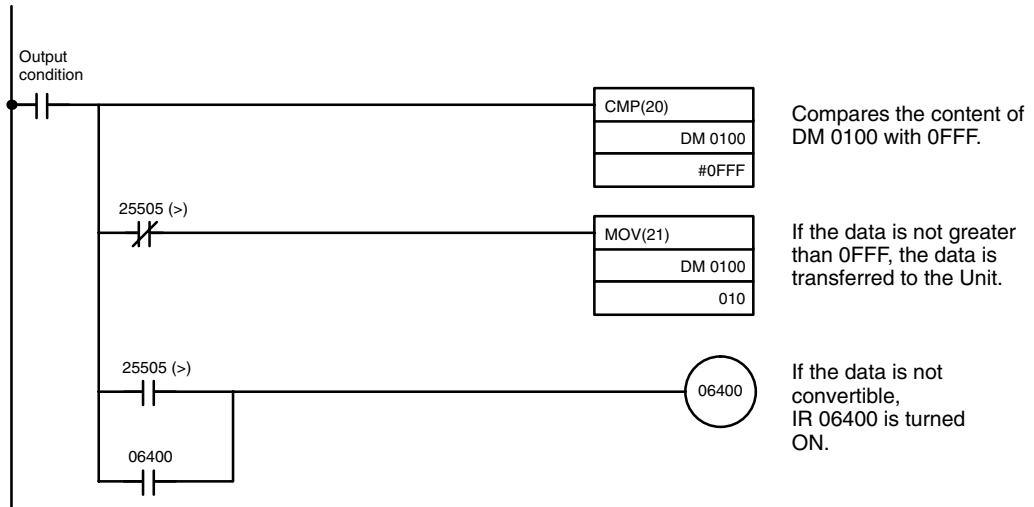 Output
condition
CMP(20)
DM 0100
#0FFF
Compares the content of
DM 0100 with 0FFF.
25505 (>)
MOV(21)
DM 0100
010
If the data is not greater
than 0FFF, the data is
transferred to the Unit.
25505 (>)
06400
If the data is not
convertible,
IR 06400 is turned
ON.
06400